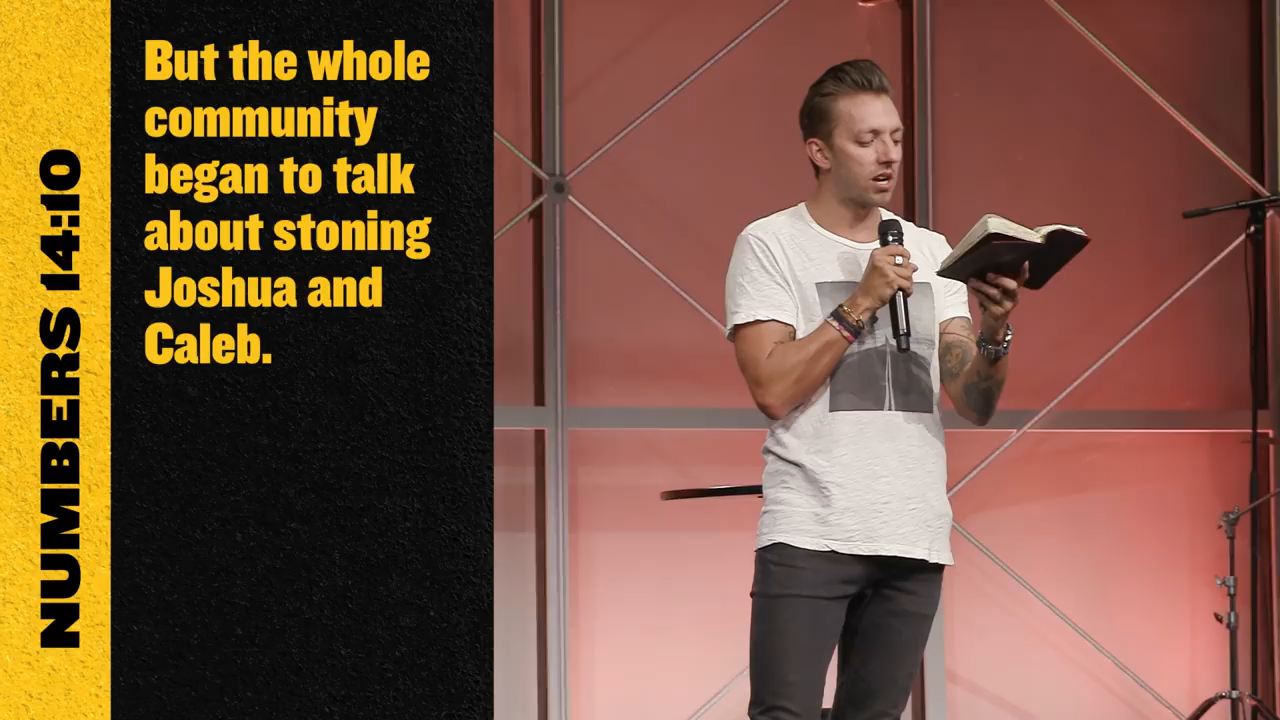 NUMBERS 14:10
But the whole
community
began to talk
about stoning
Joshua and
Caleb.